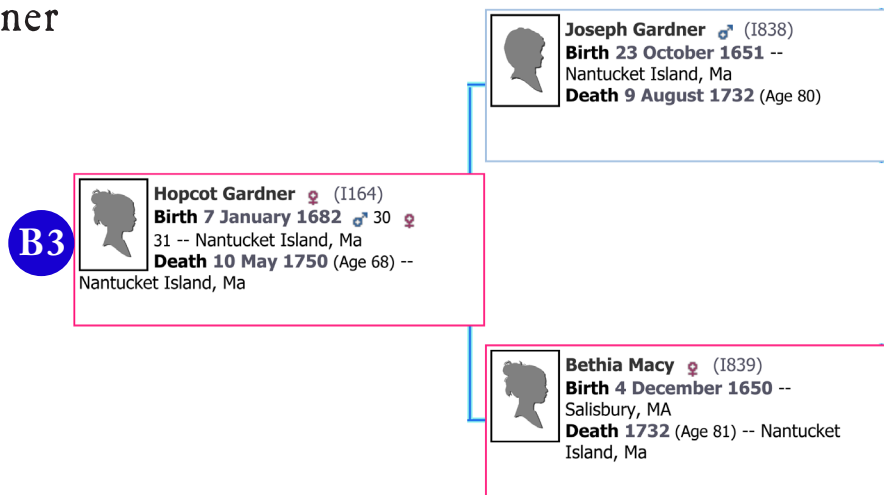 ner
Joseph Gardner ♂ (I838)
Birth 23 October 1651 --
Nantucket Island, Ma
Death 9 August 1732 (Age 80)
B3
Hopcot Gardner ♀ (I164)
Birth 7 January 1682 ♂ 30 ♀
31 -- Nantucket Island, Ma
Death 10 May 1750 (Age 68) --
Nantucket Island, Ma
Bethia Macy ♀ (I839)
Birth 4 December 1650 --
Salisbury, MA
Death 1732 (Age 81) -- Nantucket
Island, Ma